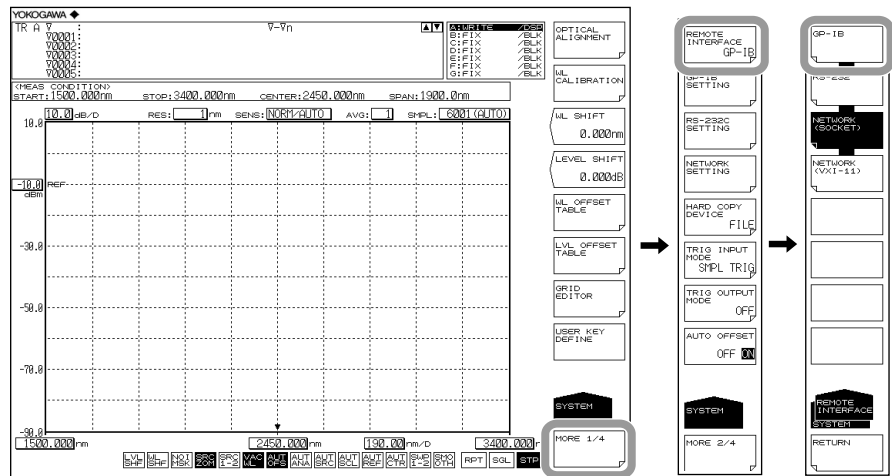 YOKOGAWA ◆
TR A ∇ :
∇0001:
∇0002:
∇0003:
∇0004:
∇0005:
∇-∇n
▲ ▼
A:WRITE /DSP
B:FIX /BLK
C:FIX /BLK
D:FIX /BLK
E:FIX /BLK
F:FIX /BLK
G:FIX /BLK
<MEAS CONDITION>
START:1500.000nm STOP:3400.000nm CENTER:2450.000nm SPAN:1900.0nm
10.0 dB/D RES: 1 nm SENS: NORM/AUTO AVG: 1 SMPL: 6001(AUTO)
10.0
-10.0 REF
dBm
-30.0
-50.0
-70.0
-90.0
1500.000 nm 2450.000 nm 190.00 nm/D 3400.000
LVL SHF
WL SHF
NOI MSK
SRC ZOM
SRC 1-2
VAC WL
AUT OFS
AUT ANA
AUT SRC
AUT SCL
AUT REF
AUT CTR
SWP 1-2
SMO OTH
RPT
SGL
STP
OPTICAL
ALIGNMENT
WL
CALIBRATION
WL SHIFT
0.000nm
LEVEL SHIFT
0.000dB
WL OFFSET
TABLE
LVL OFFSET
TABLE
GRID
EDITOR
USER KEY
DEFINE
SYSTEM
MORE 1/4
REMOTE
INTERFACE
GP-IB
GP-IB
SETTING
RS-232C
SETTING
NETWORK
SETTING
HARD COPY
DEVICE
FILE
TRIG INPUT
MODE
SMPL TRIG
TRIG OUTPUT
MODE
OFF
AUTO OFFSET
OFF ON
SYSTEM
MORE 2/4
GP-IB
RS-232
NETWORK
(SOCKET)
NETWORK
(VXI-11)
REMOTE
INTERFACE
SYSTEM
RETURN